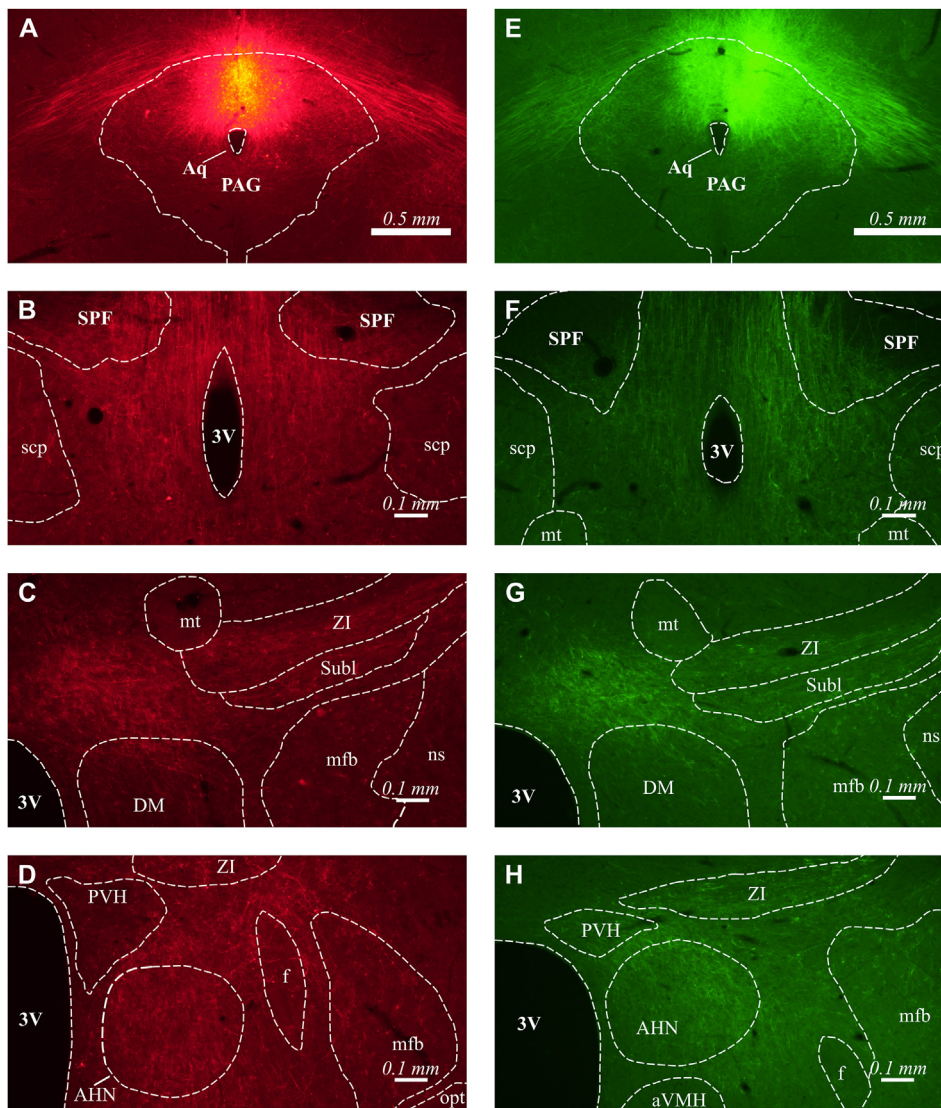 A
Aq
PAG
0.5 mm
E
Aq
PAG
0.5 mm
B
SPF
SPF
3V
scp
scp
0.1 mm
F
SPF
SPF
3V
scp
scp
mt
mt
0.1 mm
C
mt
ZI
Subl
mfb
ns
3V
DM
0.1 mm
G
mt
ZI
Subl
ns
3V
DM
mfb 0.1 mm
D
ZI
PVH
f
3V
mfb
AHN
0.1 mm
opt
H
ZI
PVH
3V
AHN
mfb
f
0.1 mm
aVMH